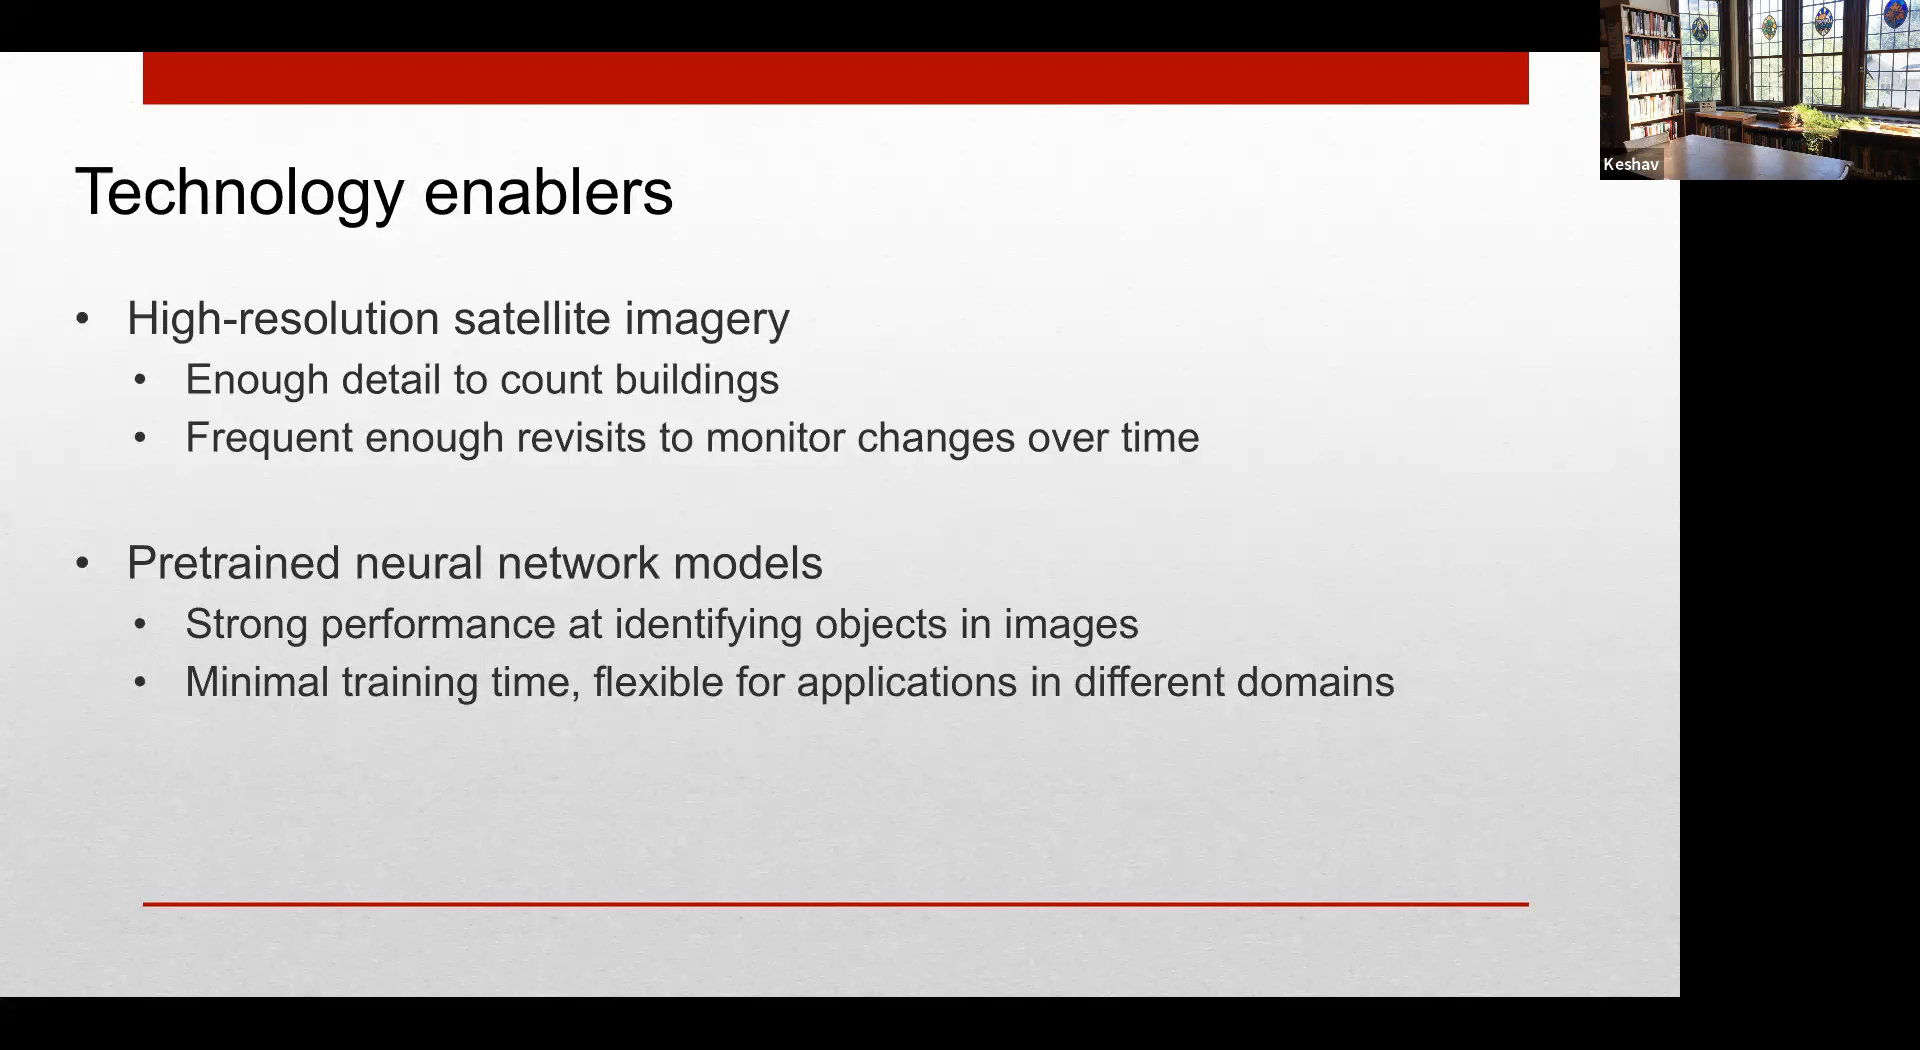 Technology enablers
• High-resolution satellite imagery
• Enough detail to count buildings
• Frequent enough revisits to monitor changes over time
• Pretrained neural network models
• Strong performance at identifying objects in images
• Minimal training time, flexible for applications in different domains
Keshav